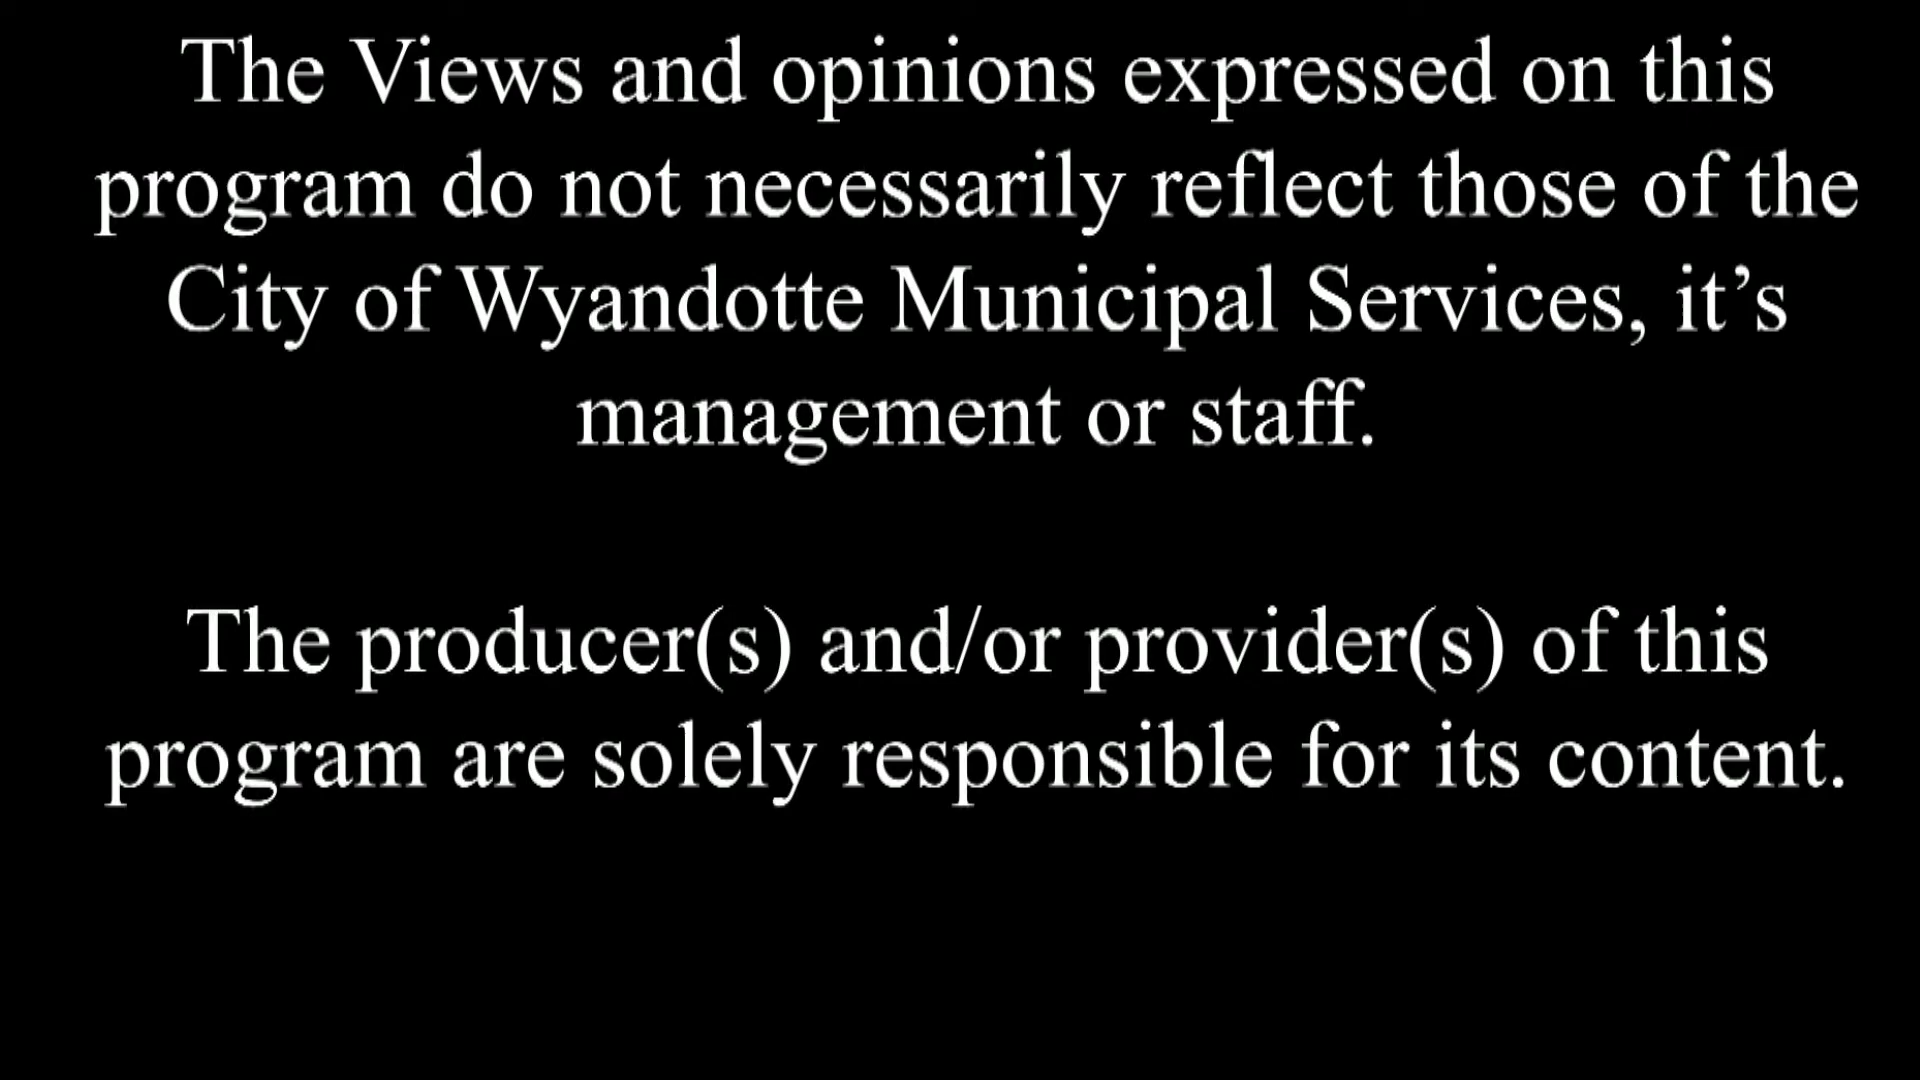 The Views and opinions expressed on this
program do not necessarily reflect those of the
City of Wyandotte Municipal Services, it’s
management or staff.
The producer(s) and/or provider(s) of this
program are solely responsible for its content.